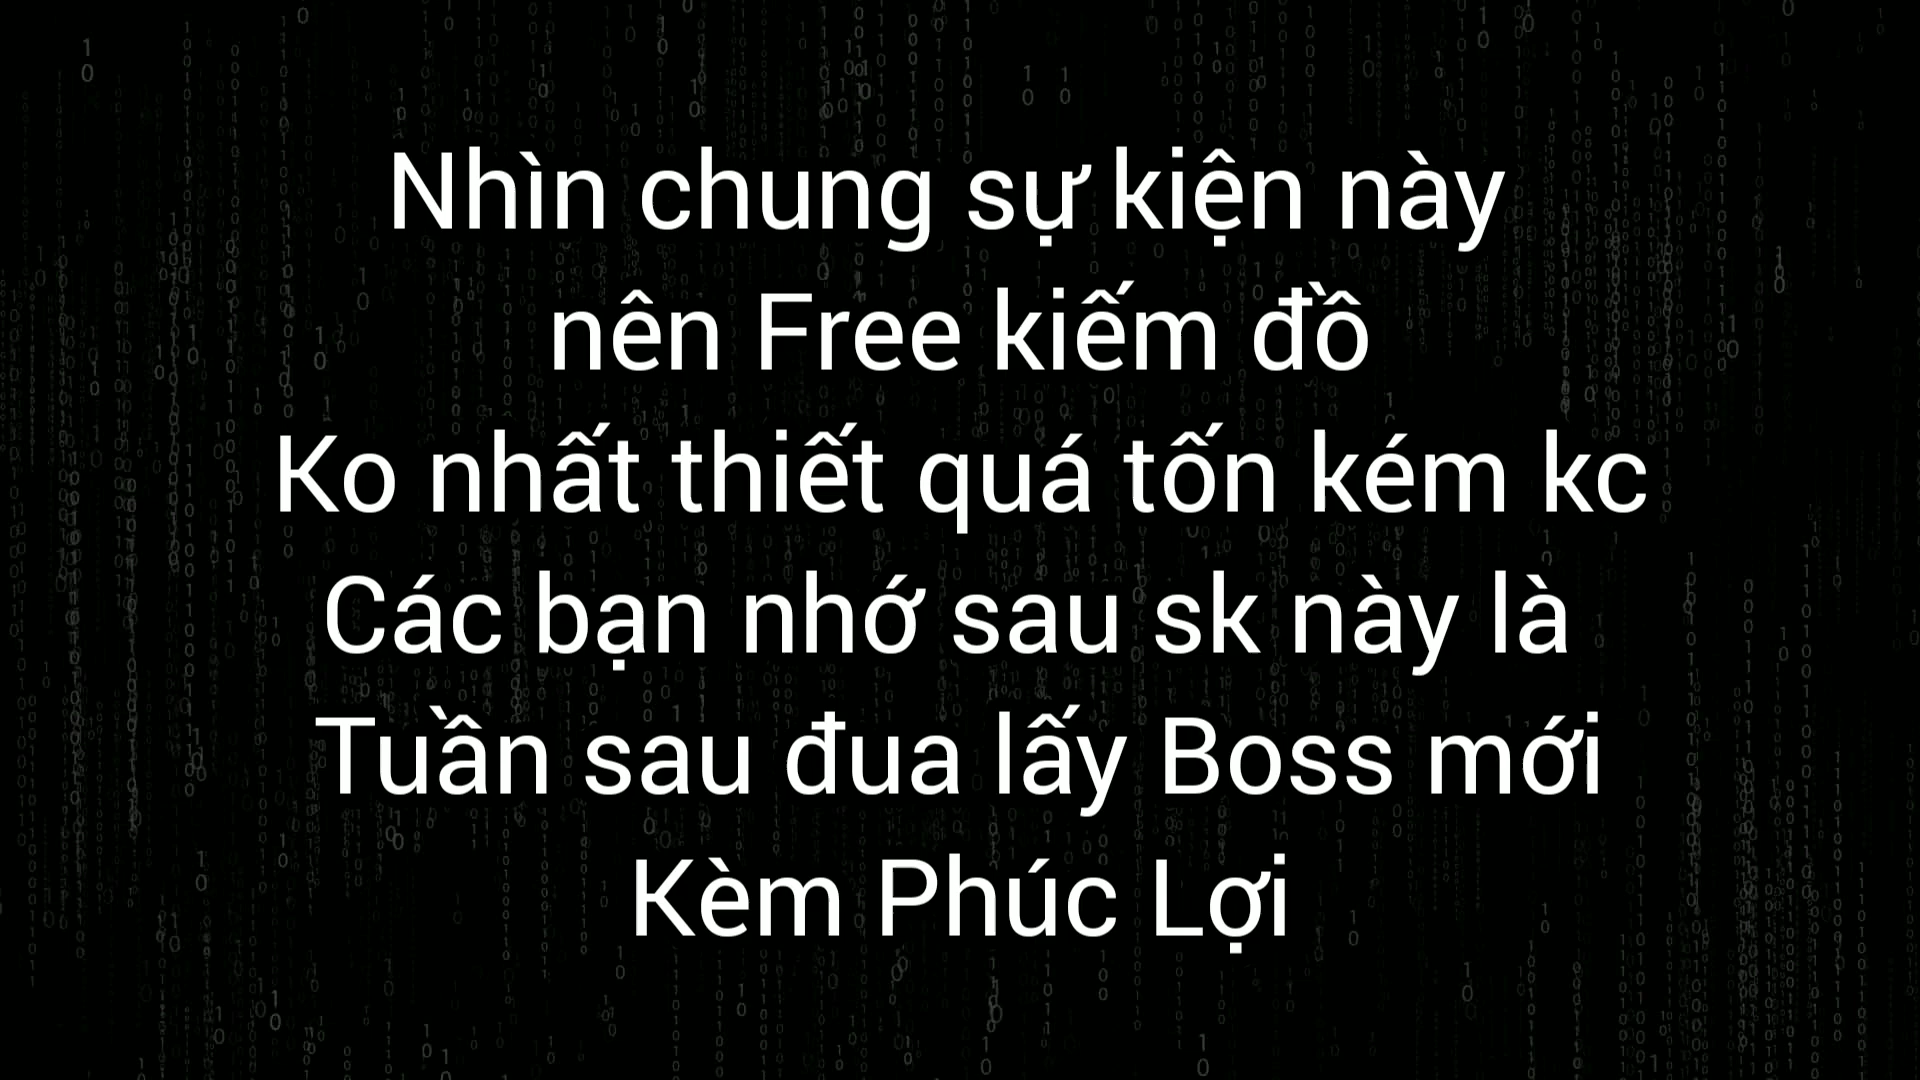 Nhìn chung sự kiện này
nên Free kiếm đồ
Ko nhất thiết quá tốn kém kc
Các bạn nhớ sau sk này là
Tuần sau đua lấy Boss mới
Kèm Phúc Lợi